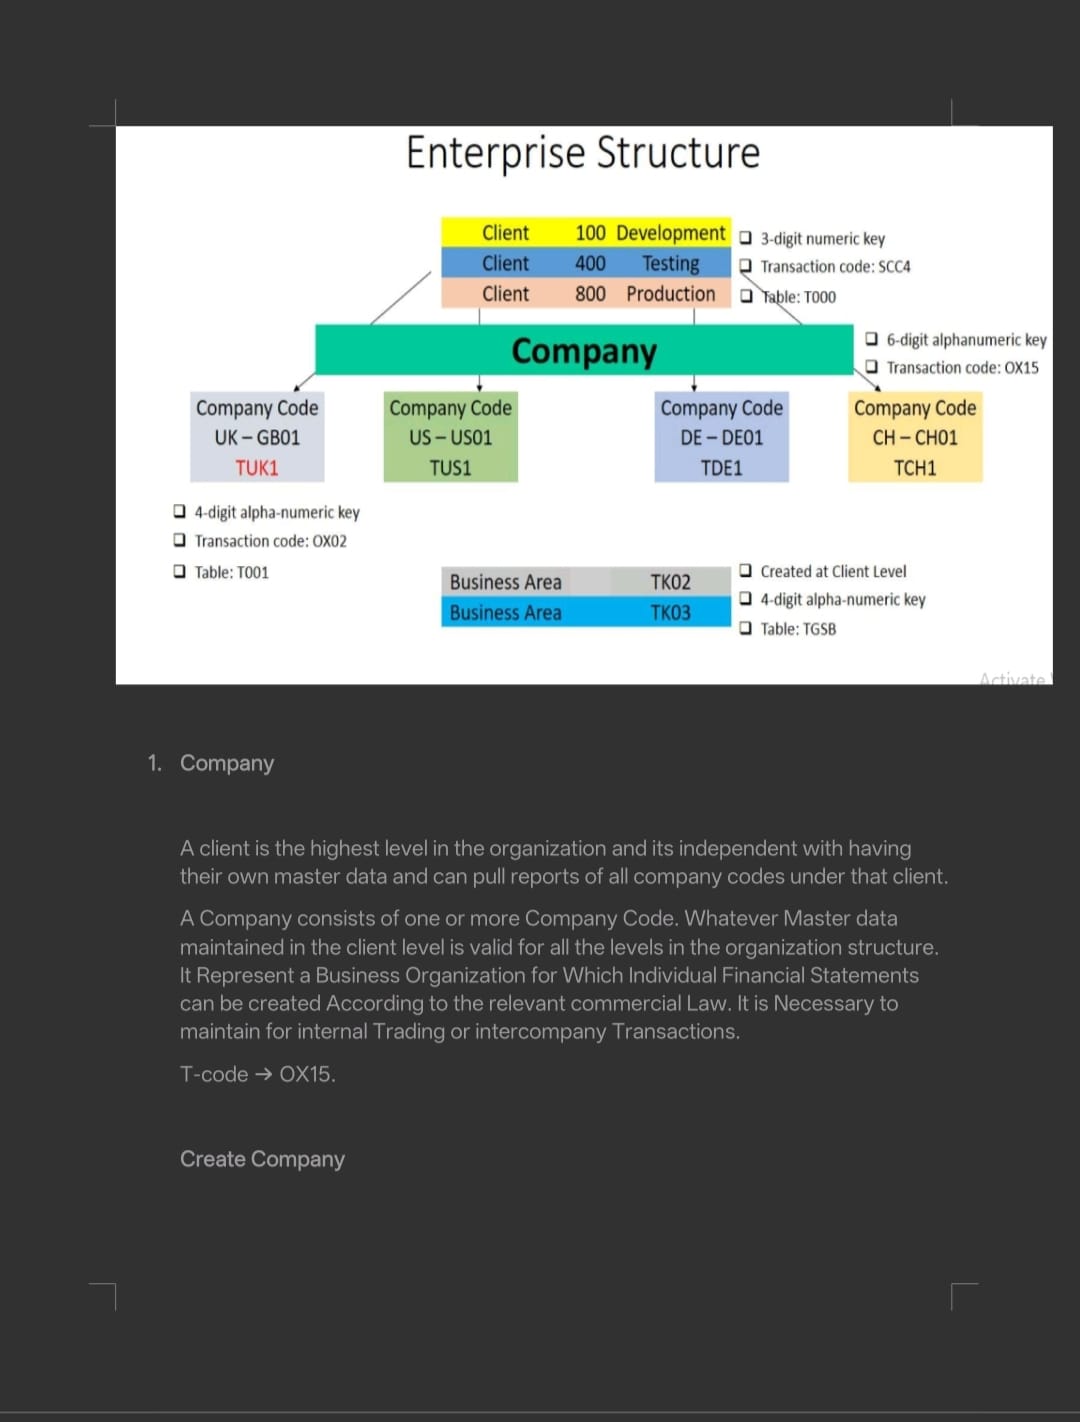 Enterprise Structure
Client 100 Development
Client 400 Testing
Client 800 Production
❑ 3-digit numeric key
❑ Transaction code: SCC4
❑ Table: T000
Company
❑ 6-digit alphanumeric key
❑ Transaction code: OX15
Company Code
UK – GB01
TUK1
Company Code
US – US01
TUS1
Company Code
DE – DE01
TDE1
Company Code
CH – CH01
TCH1
❑ 4-digit alpha-numeric key
❑ Transaction code: OX02
❑ Table: T001
Business Area TK02
Business Area TK03
❑ Created at Client Level
❑ 4-digit alpha-numeric key
❑ Table: TGSB
Activate
1. Company
A client is the highest level in the organization and its independent with having
their own master data and can pull reports of all company codes under that client.
A Company consists of one or more Company Code. Whatever Master data
maintained in the client level is valid for all the levels in the organization structure.
It Represent a Business Organization for Which Individual Financial Statements
can be created According to the relevant commercial Law. It is Necessary to
maintain for internal Trading or intercompany Transactions.
T-code → OX15.
Create Company